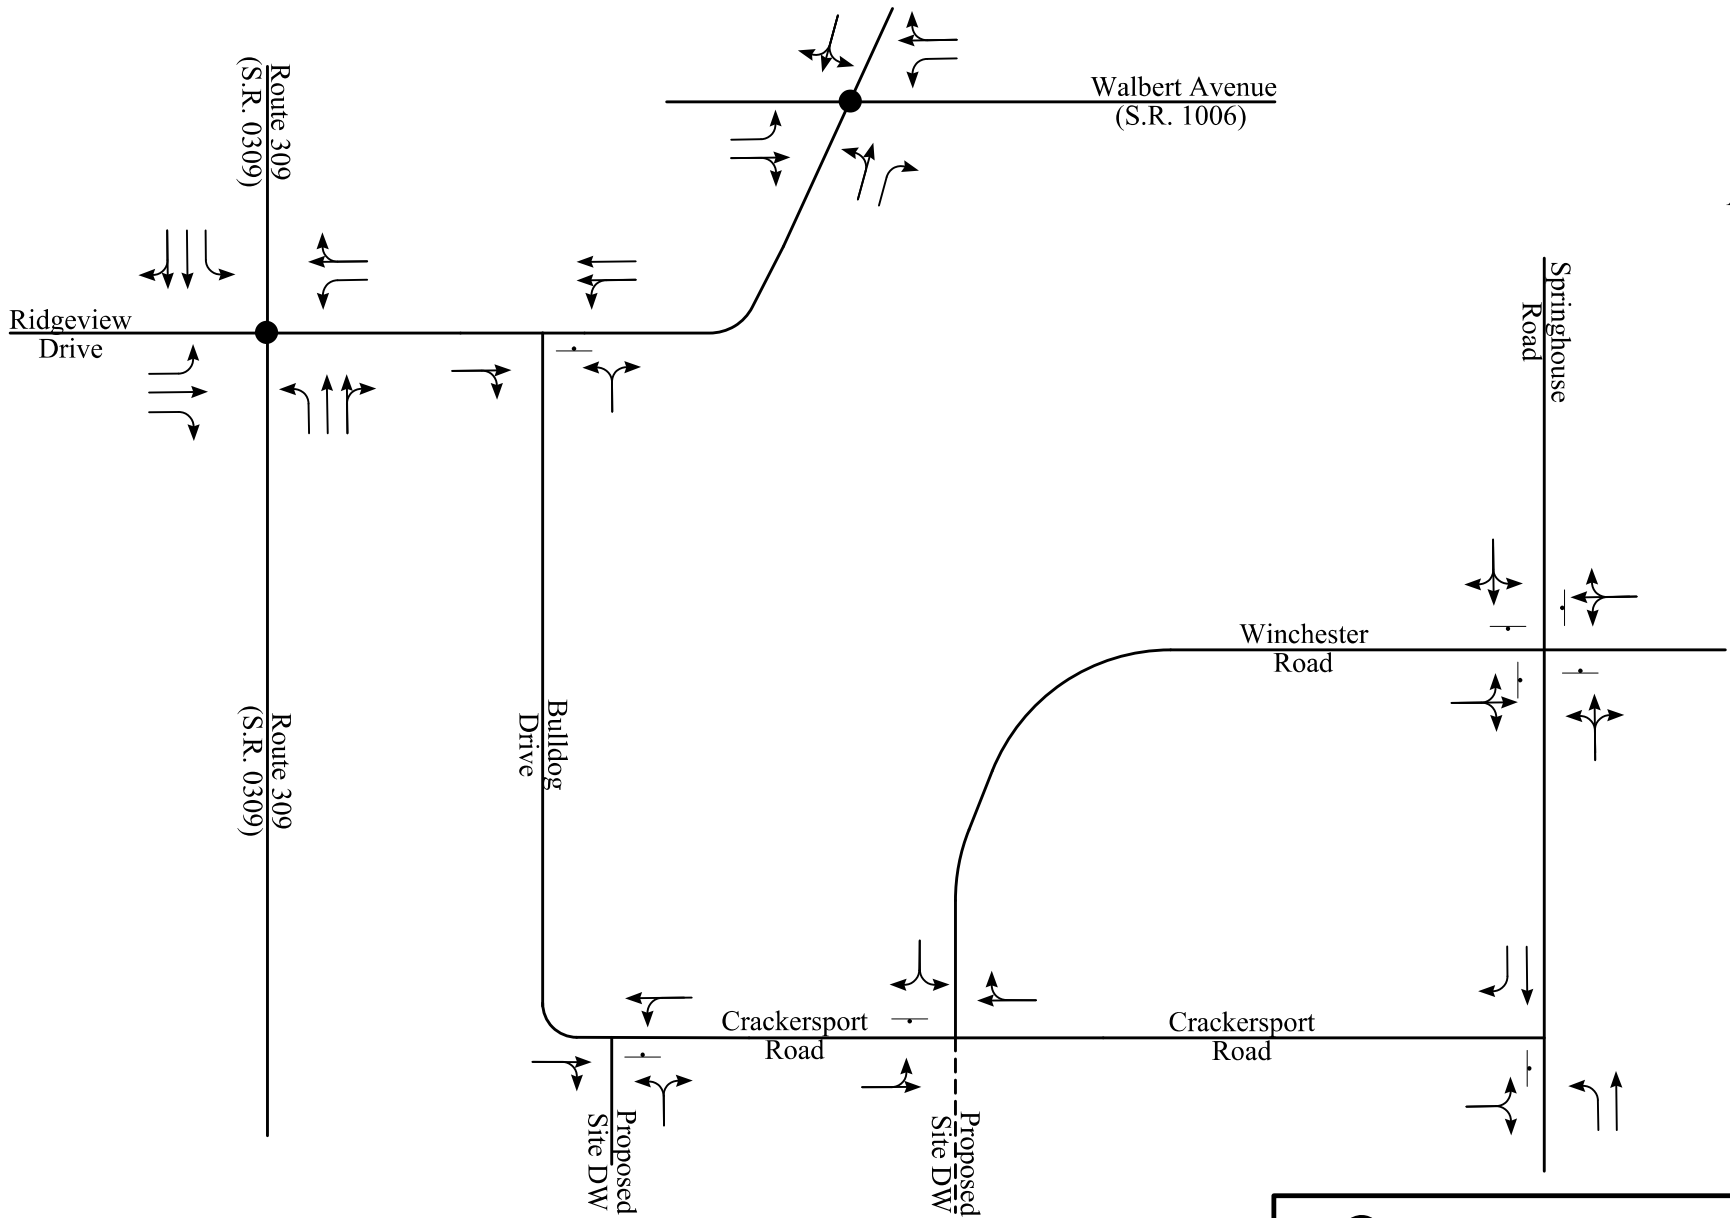 Route 309
(S.R. 0309)
Walbert Avenue
(S.R. 1006)
Ridgeview
Drive
Springhouse
Road
Winchester
Road
Bulldog
Drive
Route 309
(S.R. 0309)
Crackersport
Road
Crackersport
Road
Proposed
Site DW
Proposed
Site DW